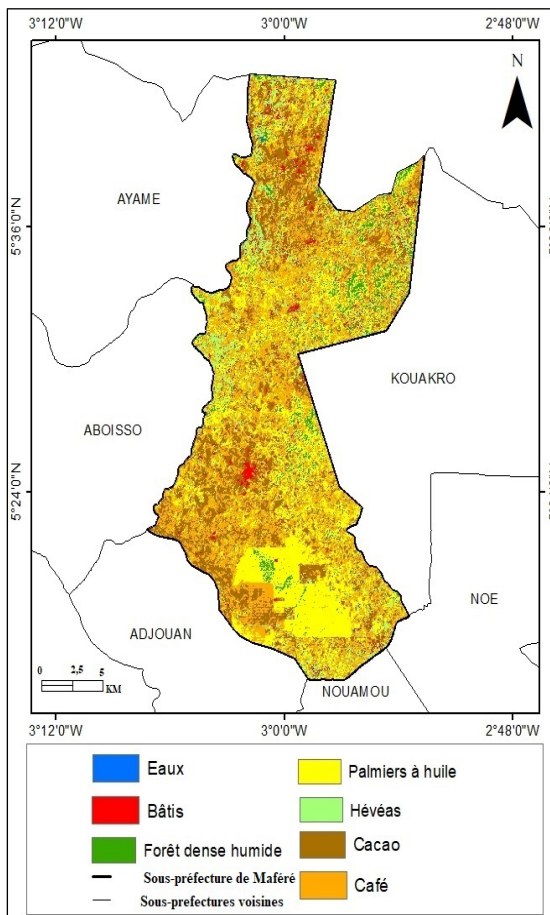 3°12'0"W 3°0'0"W 2°48'0"W
N
AYAME
5°36'0"N
KOUAKRO
ABOISSO
5°24'0"N
NOE
ADJOUAN
0 2,5 5
KM
NOUAMOU
3°12'0"W 3°0'0"W 2°48'0"W
Eaux
Palmiers à huile
Bâtis
Hévéas
Forêt dense humide
Cacao
Sous-préfecture de Maféré
Café
Sous-prefectures voisines